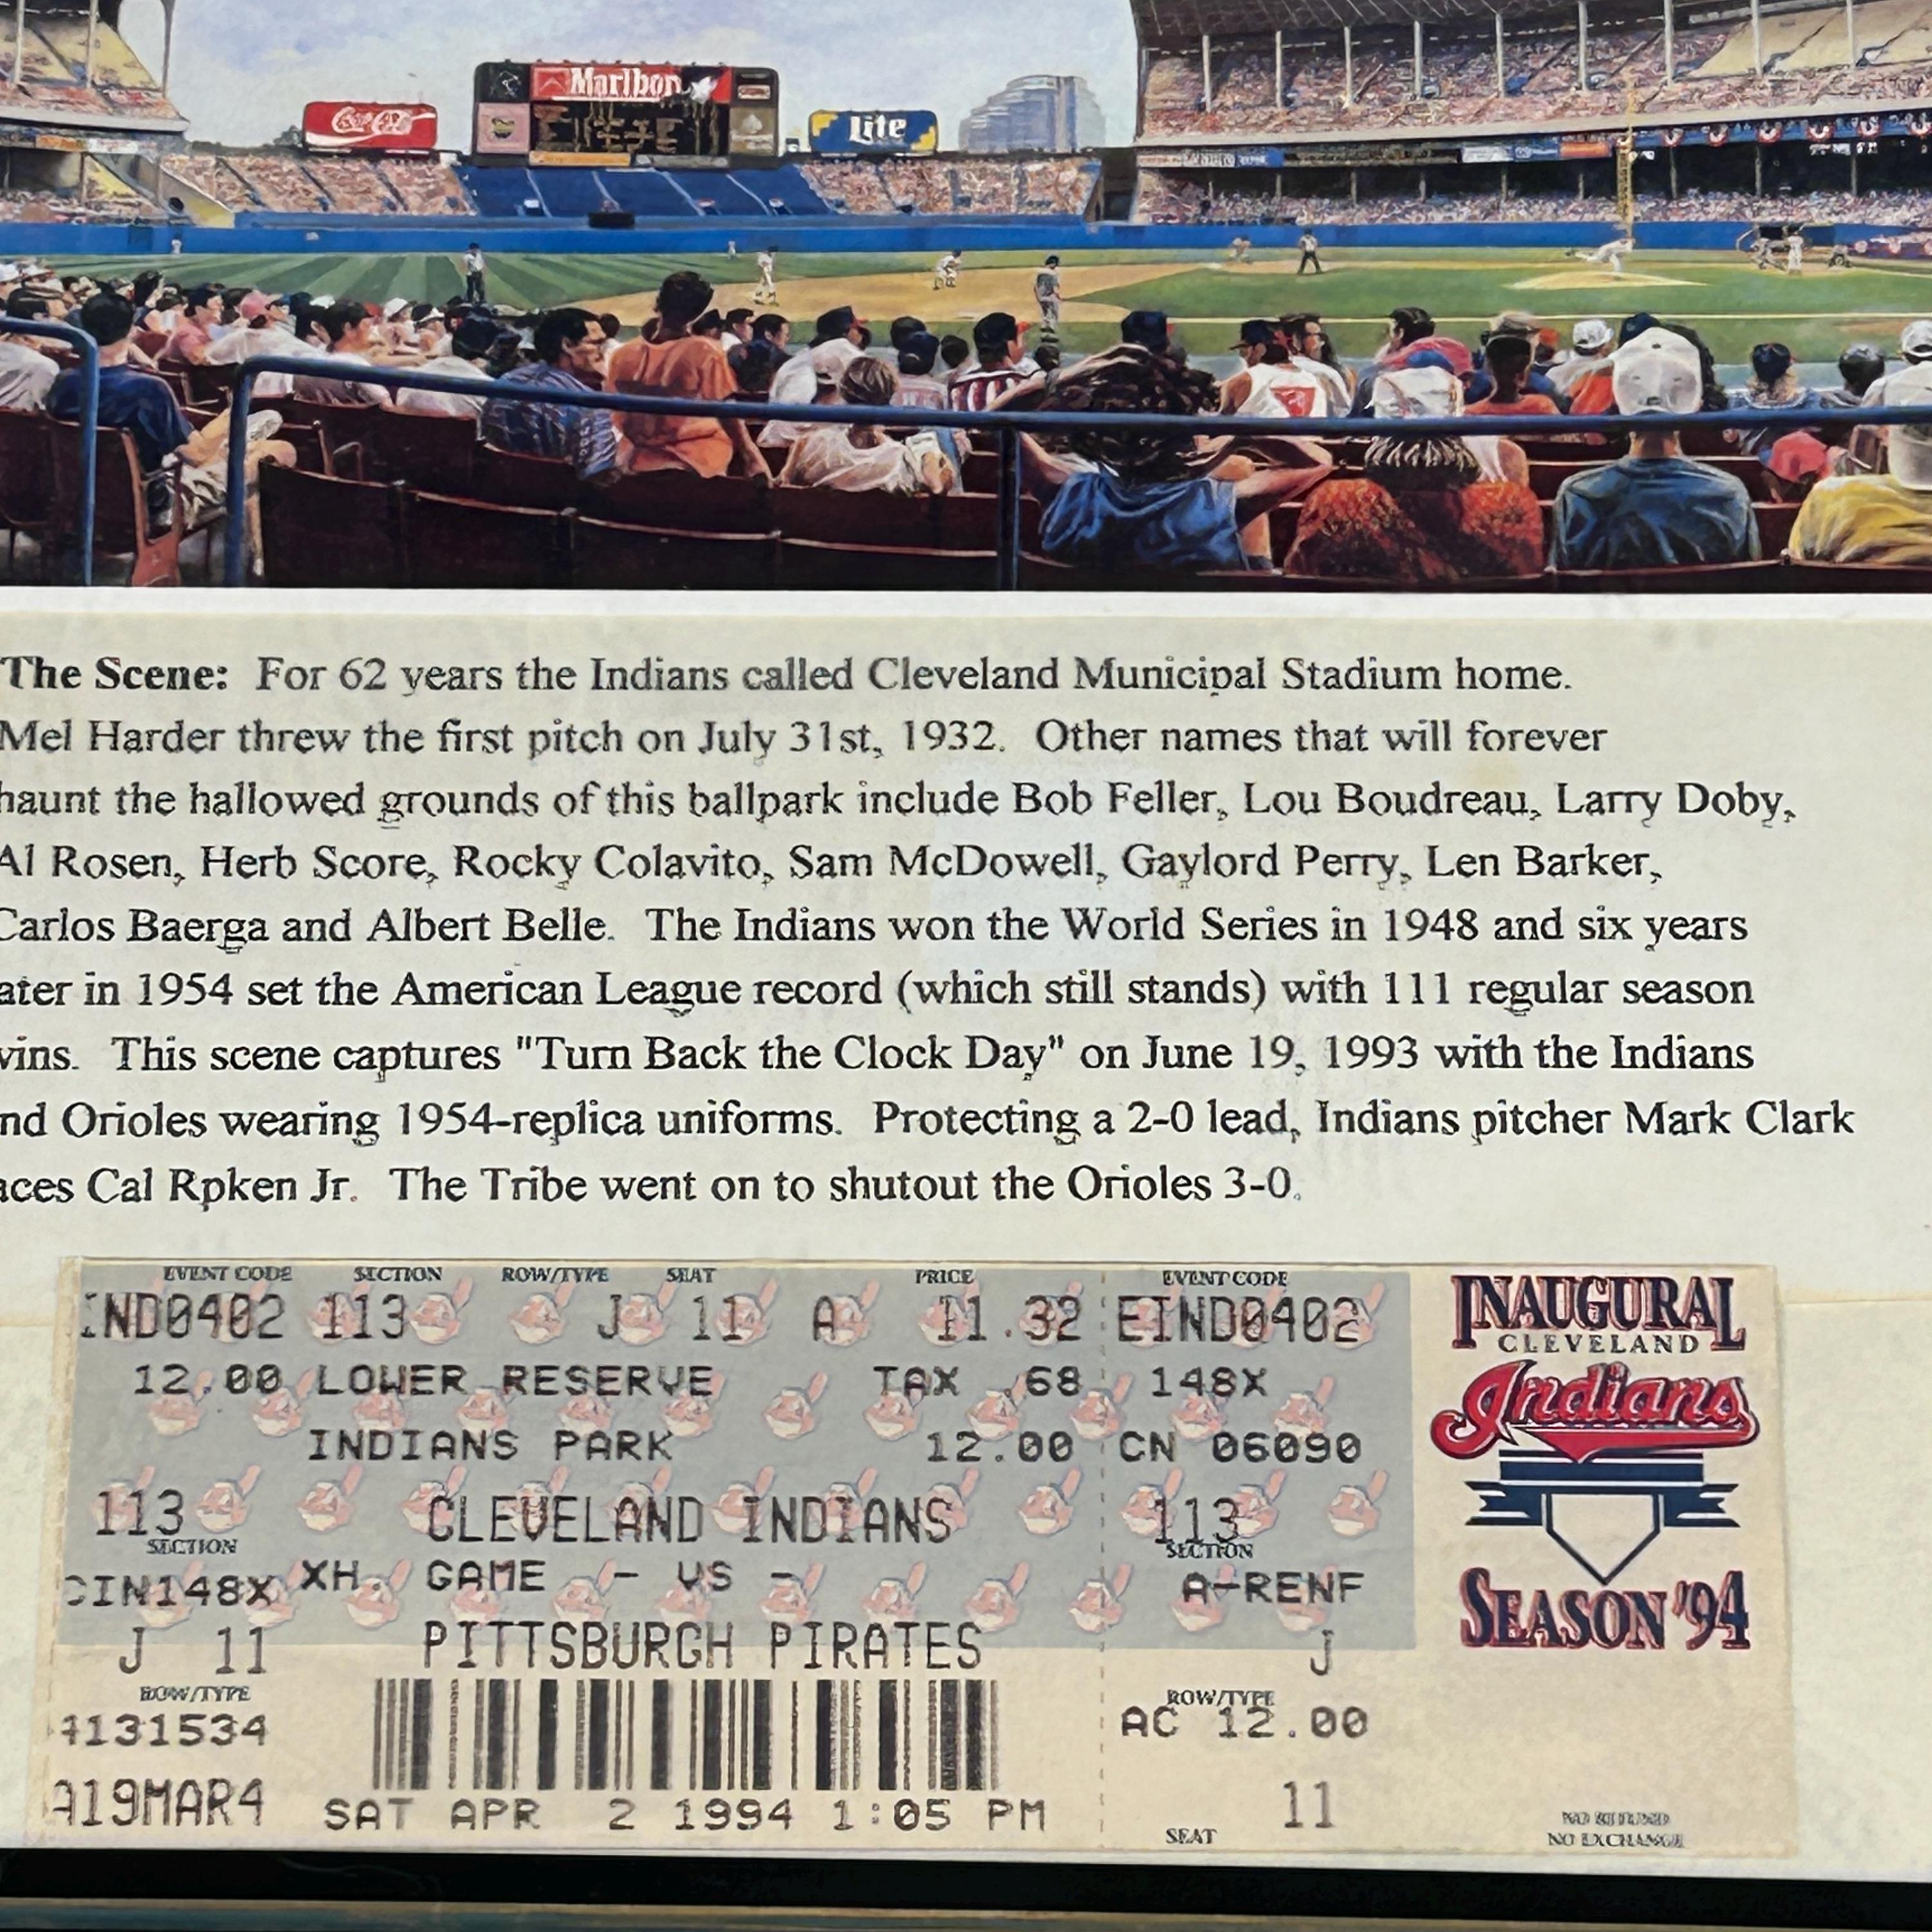 Marlboro
Coca-Cola
Lite
The Scene: For 62 years the Indians called Cleveland Municipal Stadium home.
Mel Harder threw the first pitch on July 31st, 1932. Other names that will forever
haunt the hallowed grounds of this ballpark include Bob Feller, Lou Boudreau, Larry Doby,
Al Rosen, Herb Score, Rocky Colavito, Sam McDowell, Gaylord Perry, Len Barker,
Carlos Baerga and Albert Belle. The Indians won the World Series in 1948 and six years
ater in 1954 set the American League record (which still stands) with 111 regular season
wins. This scene captures "Turn Back the Clock Day" on June 19, 1993 with the Indians
nd Orioles wearing 1954-replica uniforms. Protecting a 2-0 lead, Indians pitcher Mark Clark
aces Cal Rpken Jr. The Tribe went on to shutout the Orioles 3-0.
EVENT CODE SECTION ROW/TYPE SEAT PRICE EVENT CODE
IND0402 113 J 11 A 11.32 EIND0402
12.00 LOWER RESERVE TAX .68 148X
INDIANS PARK 12.00 CN 06090
113 CLEVELAND INDIANS 113
SECTION SECTION
CIN148X XH. GAME - VS - A-RENF
J 11 PITTSBURGH PIRATES J
ROW/TYPE ROW/TYPE
4131534 AC 12.00
A19MAR4 11
SAT APR 2 1994 1:05 PM
SEAT
INAUGURAL
CLEVELAND
Indians
SEASON '94
NO REFUND
NO EXCHANGE